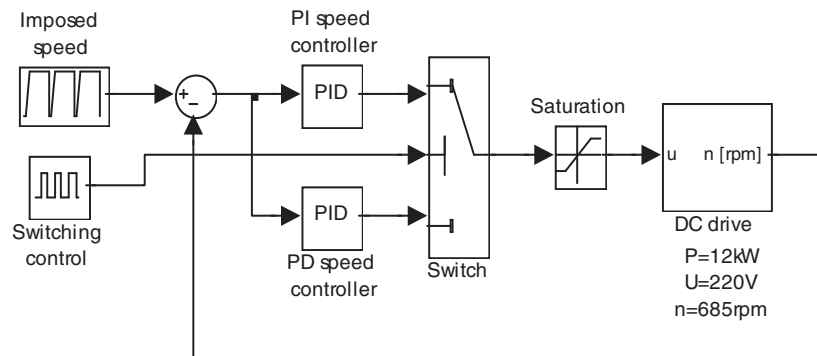 Imposed
speed
PI speed
controller
+
−
PID
Saturation
u
n [rpm]
Switching
control
PID
PD speed
controller
Switch
DC drive
P=12kW
U=220V
n=685rpm